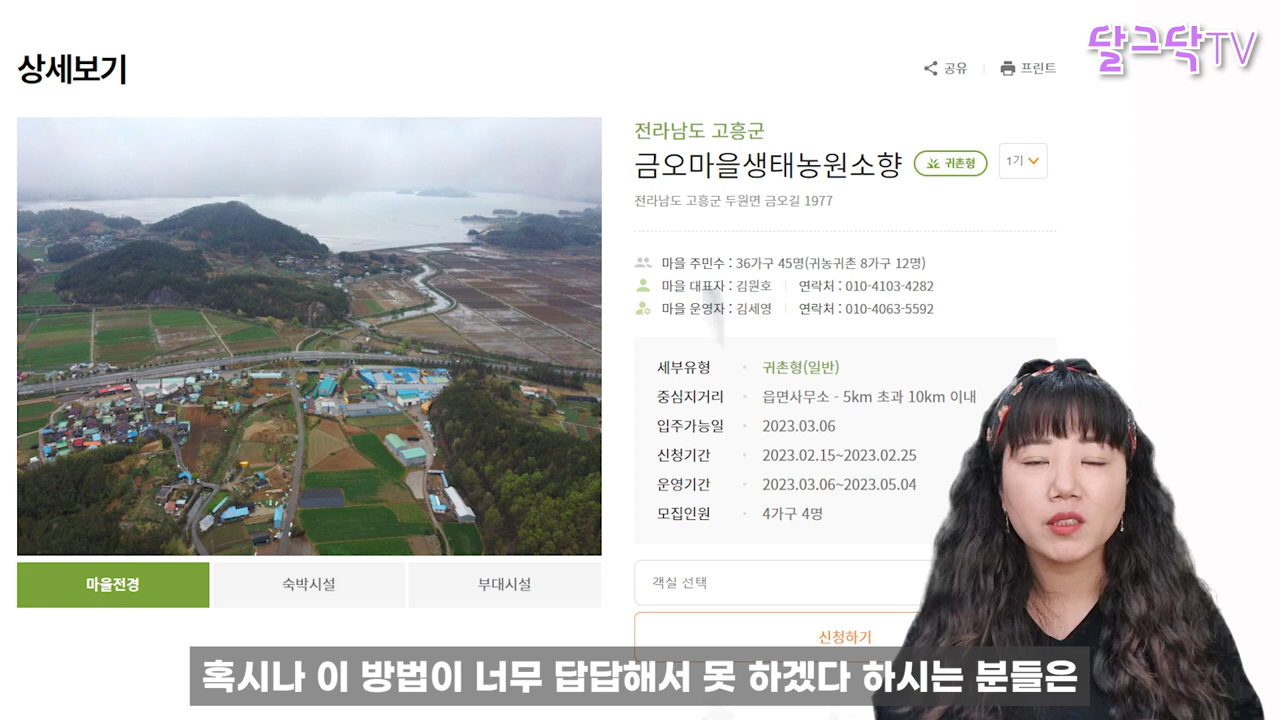 달그닥TV
상세보기
공유
프린트
전라남도 고흥군
금오마을생태농원소향
귀촌형
1기
전라남도 고흥군 두원면 금오길 1977
마을 주민수 : 36가구 45명(귀농귀촌 8가구 12명)
마을 대표자 : 김원호 연락처 : 010-4103-4282
마을 운영자 : 김세영 연락처 : 010-4063-5592
세부유형 귀촌형(일반)
중심지거리 읍면사무소 - 5km 초과 10km 이내
입주가능일 2023.03.06
신청기간 2023.02.15~2023.02.25
운영기간 2023.03.06~2023.05.04
모집인원 4가구 4명
마을전경
숙박시설
부대시설
객실 선택
신청하기
혹시나 이 방법이 너무 답답해서 못 하겠다 하시는 분들은